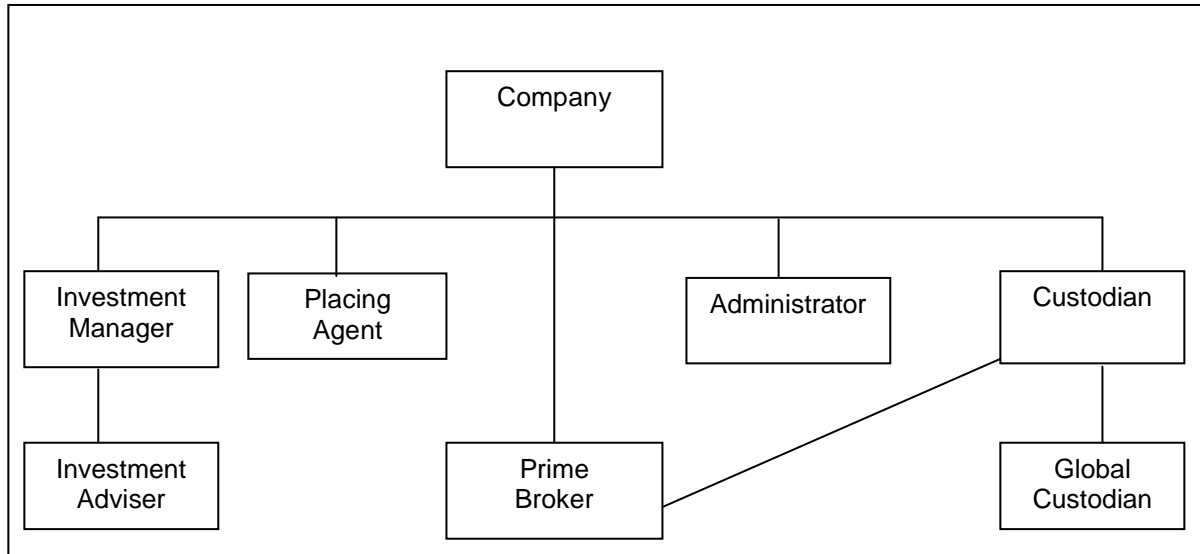 Company
Investment
Manager
Placing
Agent
Administrator
Custodian
Investment
Adviser
Prime
Broker
Global
Custodian